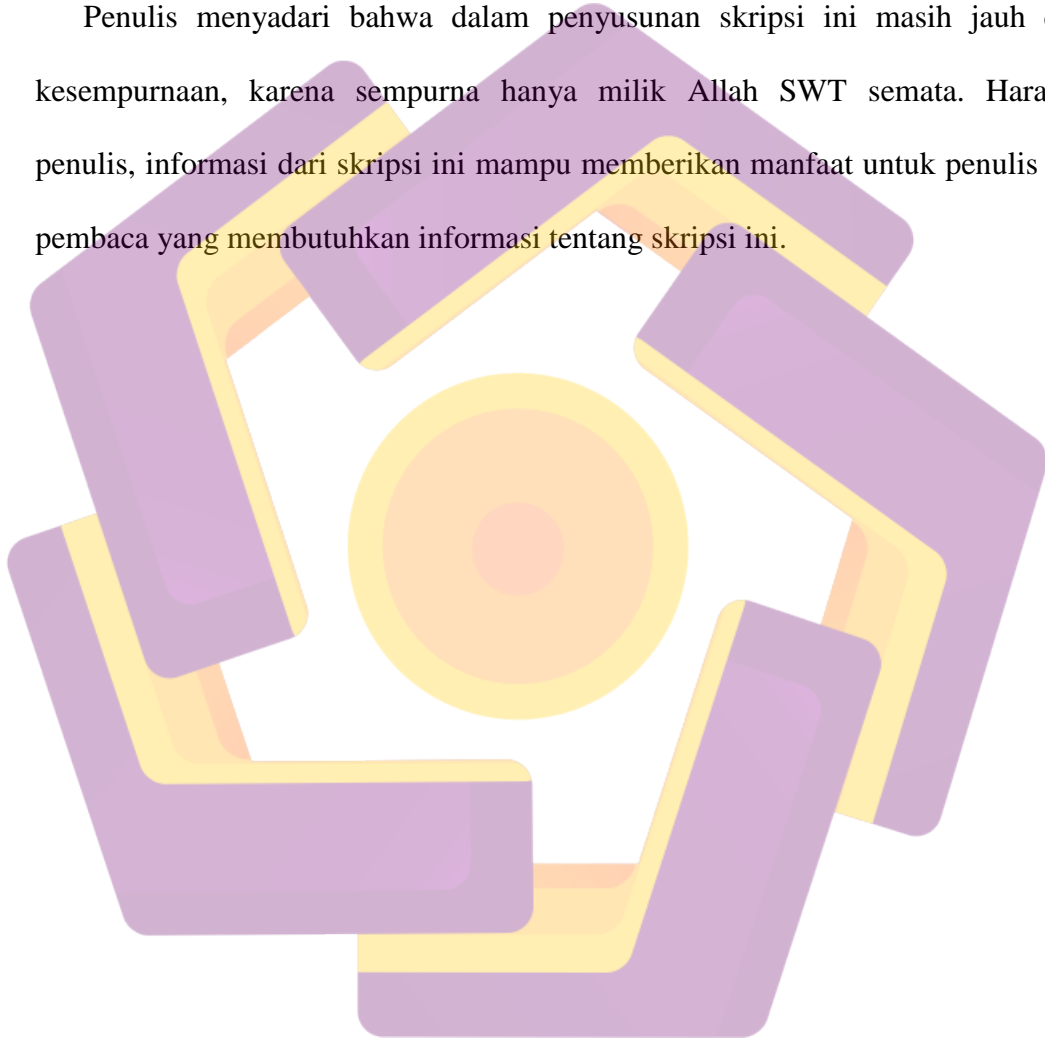 Penulis menyadari bahwa dalam penyusunan skripsi ini masih jauh
kesempurnaan, karena sempurna hanya milik Allah SWT semata. Hara
penulis, informasi dari skripsi ini mampu memberikan manfaat untuk penulis
pembaca yang membutuhkan informasi tentang skripsi ini.